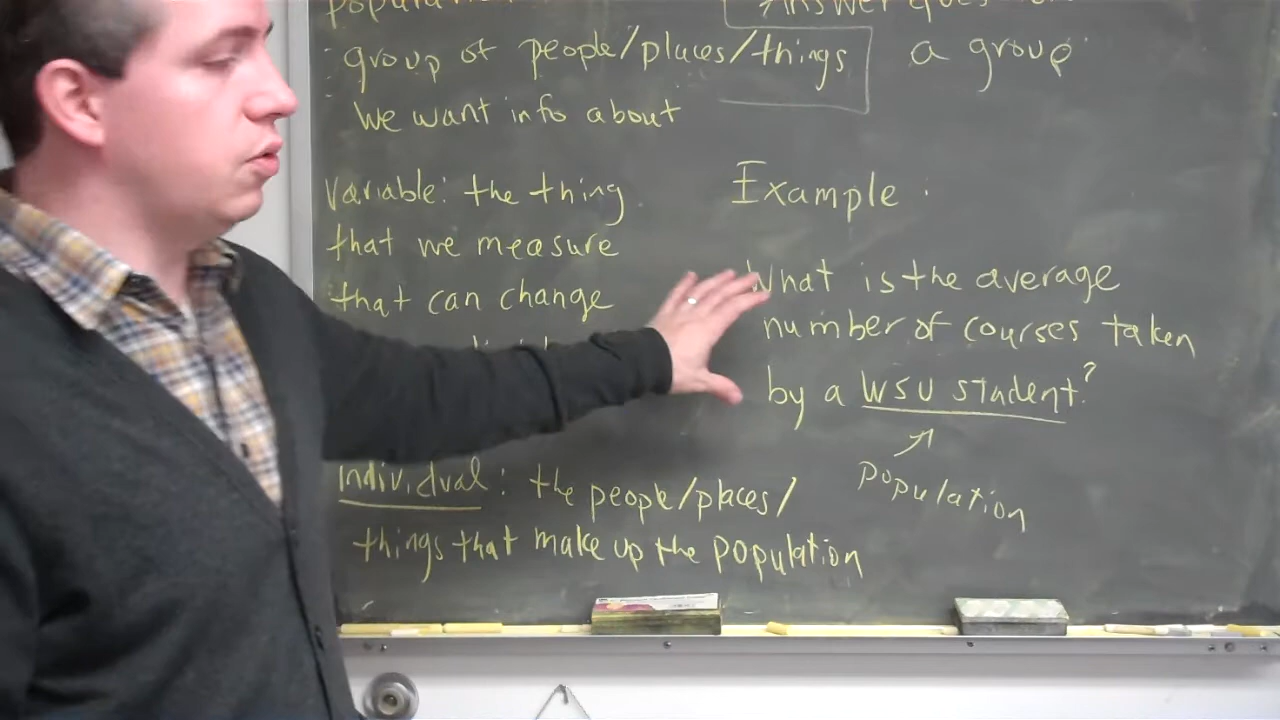 group of people/places/things
we want info about
a group
Variable: the thing
that we measure
that can change
Individual: the people/places/
things that make up the population
Example:
What is the average
number of courses taken
by a WSU student?
population